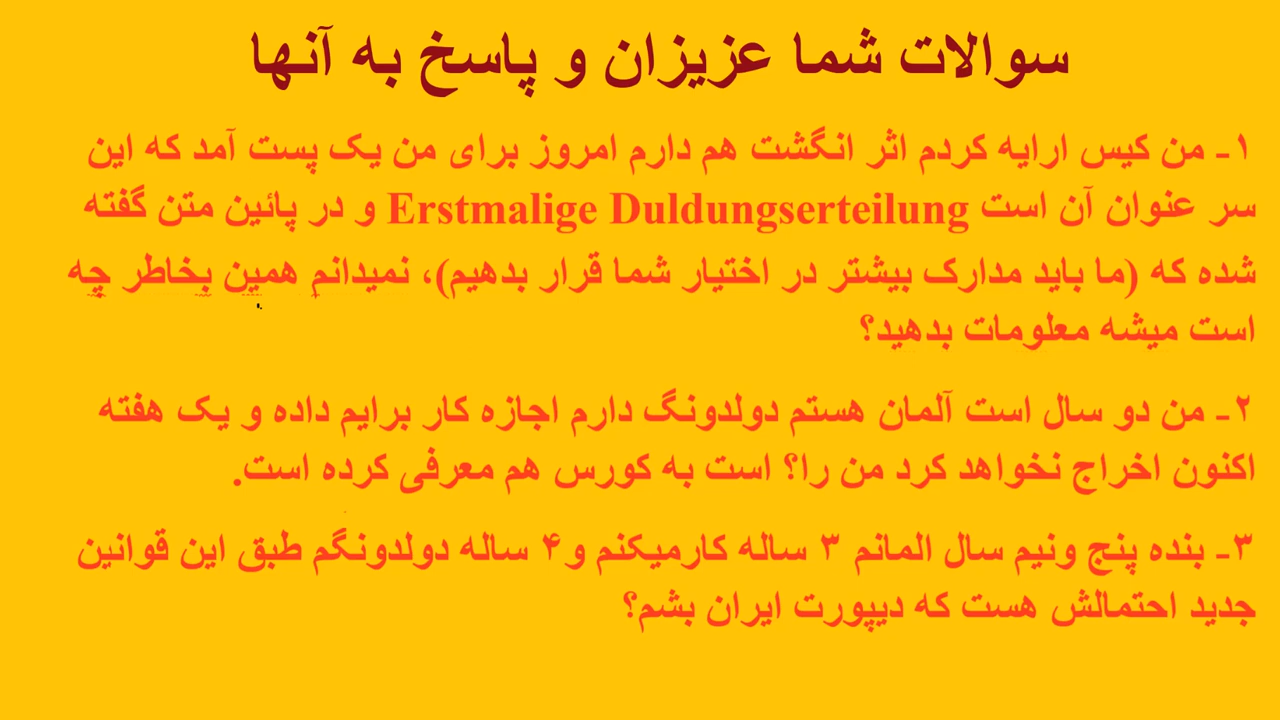 سوالات شما عزیزان و پاسخ به آنها
۱- من کیس ارایه کردم اثر انگشت هم دارم امروز برای من یک پست آمد که این
سر عنوان آن است Erstmalige Duldungserteilung و در پائین متن گفته
شده که (ما باید مدارک بیشتر در اختیار شما قرار بدهیم)، نمیدانم همین بخاطر چه
است میشه معلومات بدهید؟
۲- من دو سال است آلمان هستم دولدونگ دارم اجازه کار برایم داده و یک هفته
اکنون اخراج نخواهد کرد من را؟ است به کورس هم معرفی کرده است.
۳- بنده پنج ونیم سال المانم ۳ ساله کارمیکنم و۴ ساله دولدونگم طبق این قوانین
جدید احتمالش هست که دیپورت ایران بشم؟